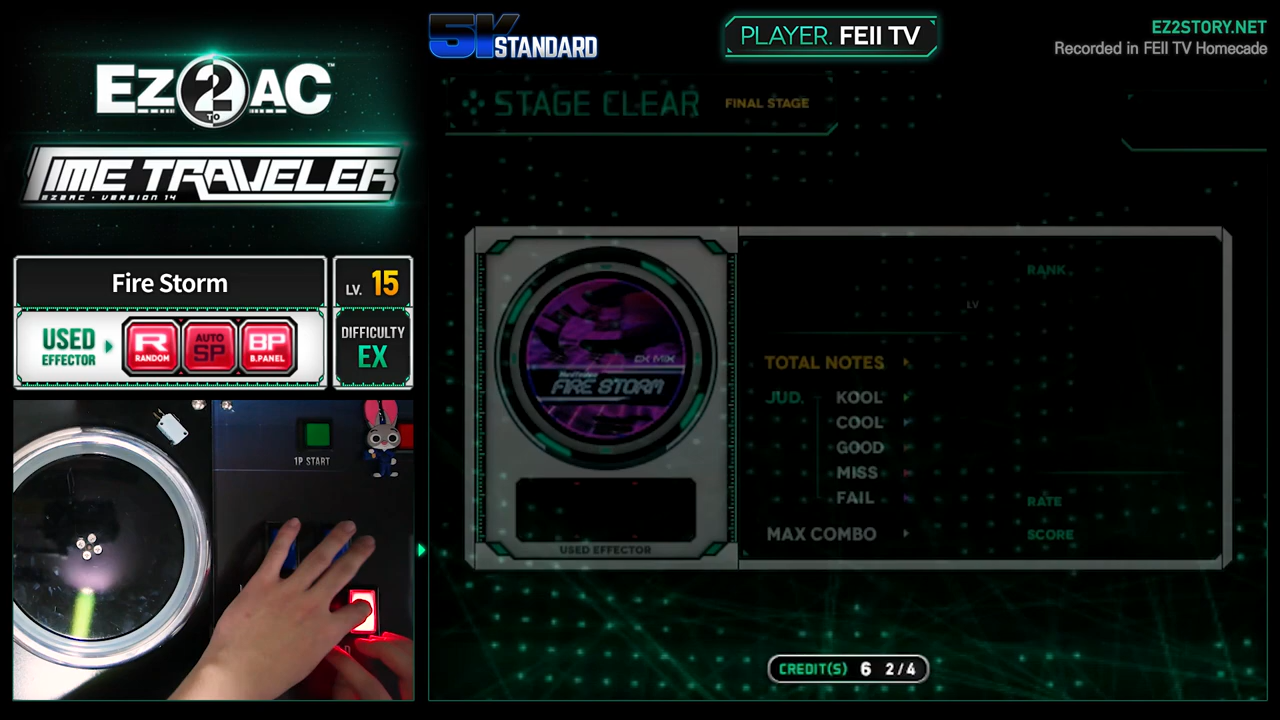 EZ2AC™
TO
TIME TRAVELER
EZ2AC · VERSION 14
Fire Storm
LV. 15
USED
EFFECTOR
R
RANDOM
AUTO
SP
BP
B.PANEL
DIFFICULTY
EX
1P START
5K STANDARD
PLAYER. FEII TV
EZ2STORY.NET
Recorded in FEII TV Homecade
STAGE CLEAR
FINAL STAGE
EX MIX
FIRE STORM
USED EFFECTOR
LV
RANK
TOTAL NOTES
JUD.
KOOL
COOL
GOOD
MISS
FAIL
MAX COMBO
RATE
SCORE
CREDIT(S) 6 2/4